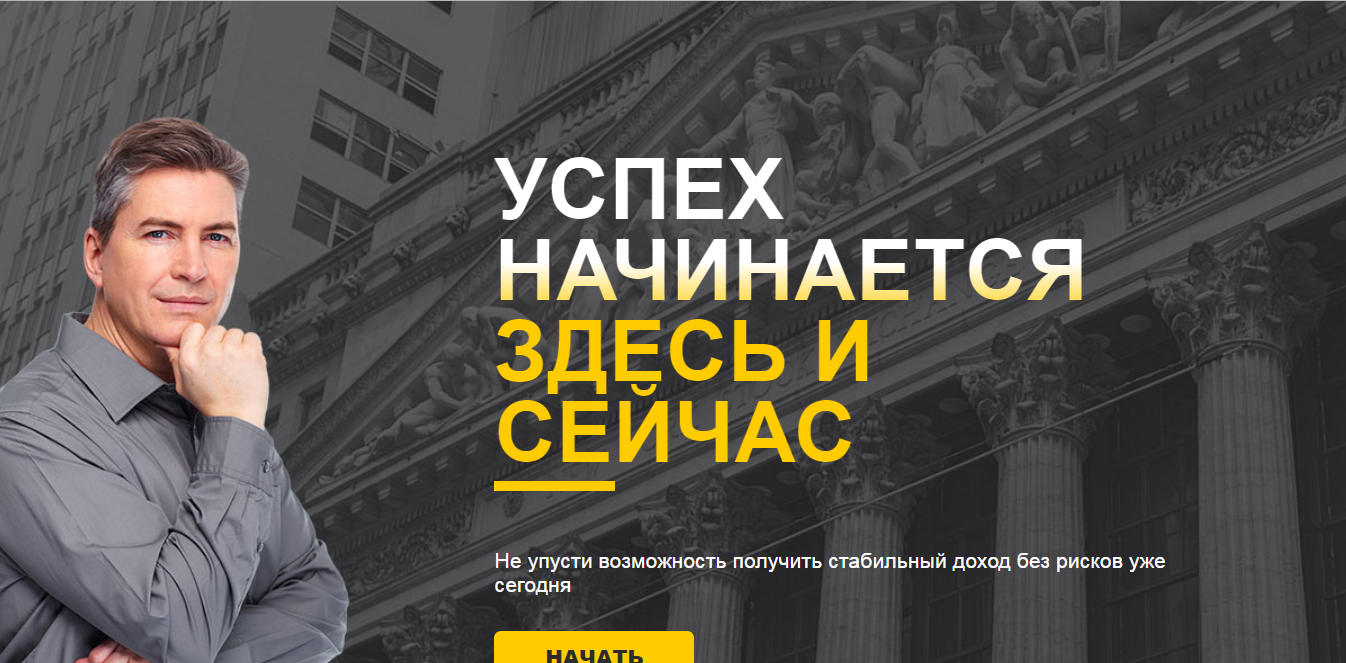 УСПЕХ
НАЧИНАЕТСЯ
ЗДЕСЬ И
СЕЙЧАС
Не упусти возможность получить стабильный доход без рисков уже
сегодня
НАЧАТЬ